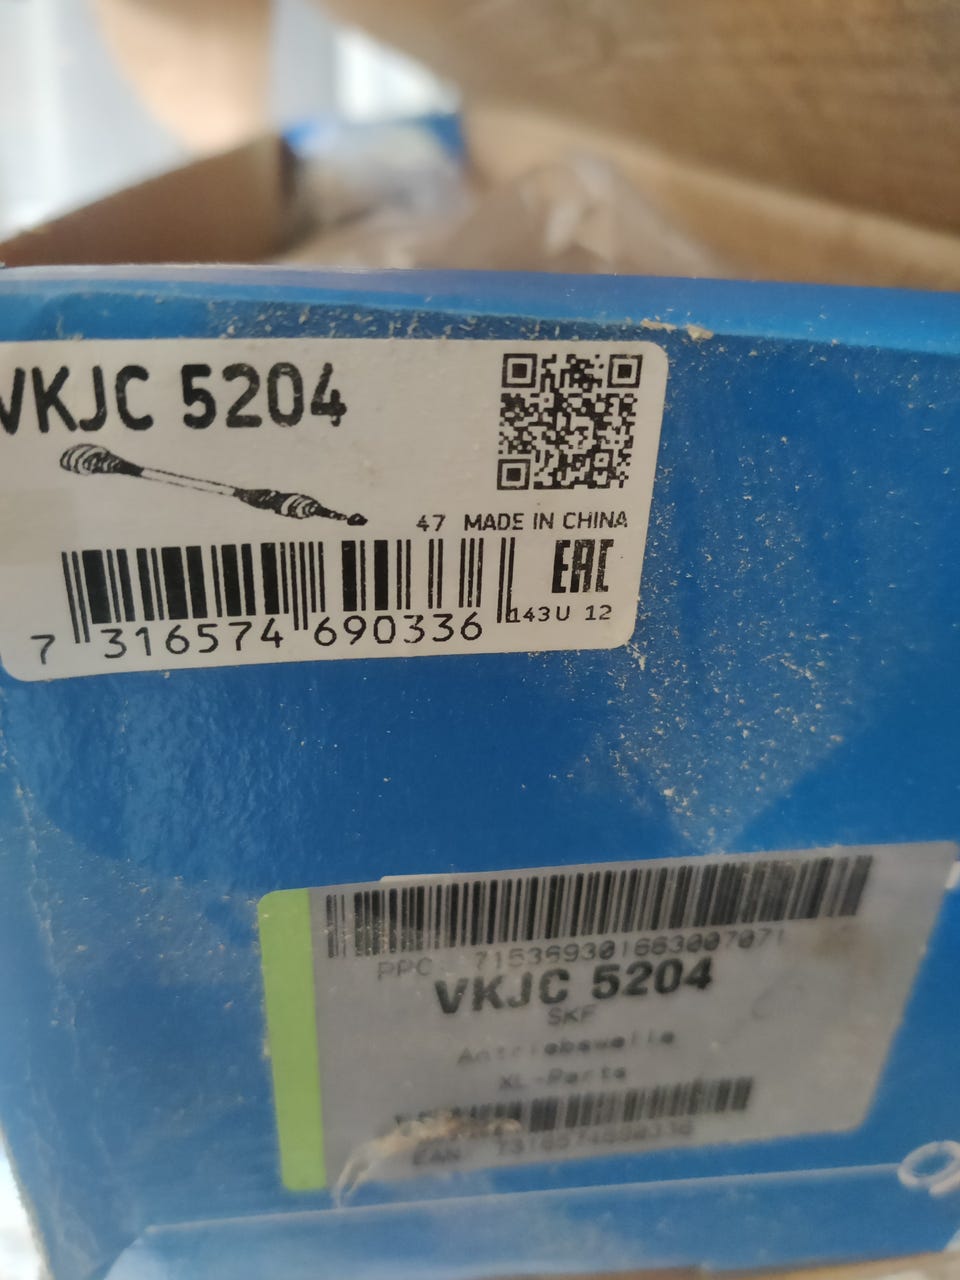 VKJC 5204
47 MADE IN CHINA
EAC
143U 12
7 316574 690336
PPC: 715369301663007071
VKJC 5204
SKF
Antriebswelle
XL-Parts
EAN: 7316574690336